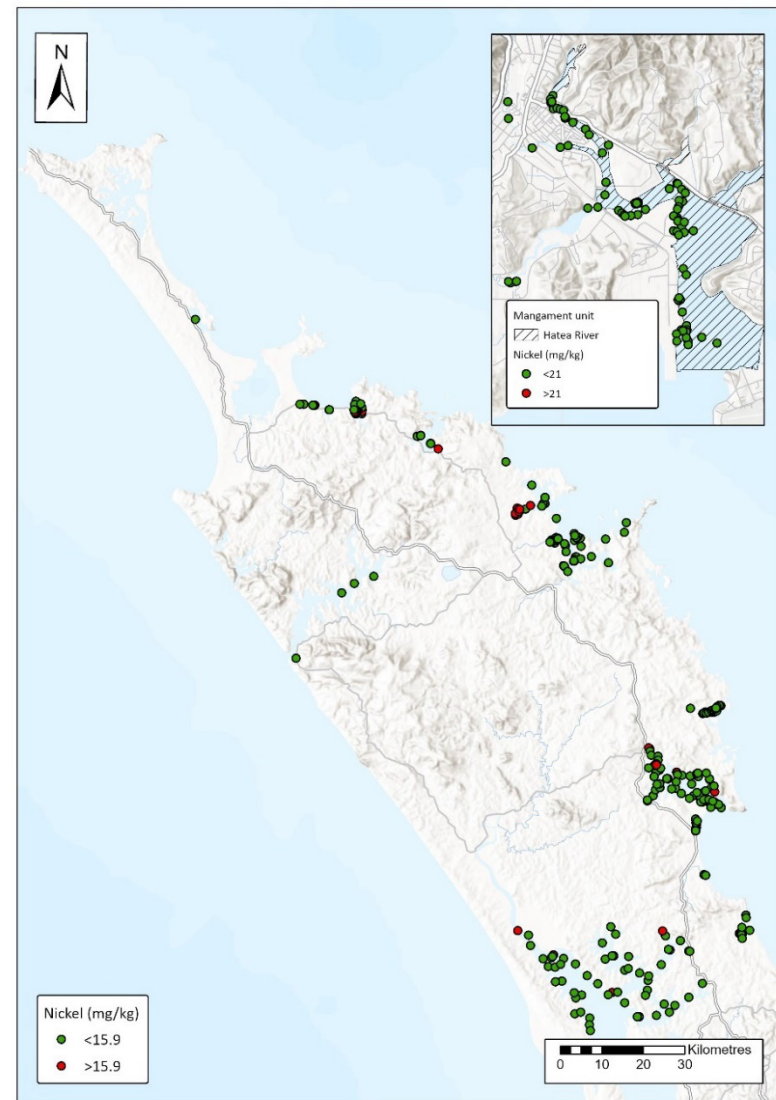 N
Mangament unit
Hatea River
Nickel (mg/kg)
<21
>21
Nickel (mg/kg)
<15.9
>15.9
Kilometres
0 10 20 30